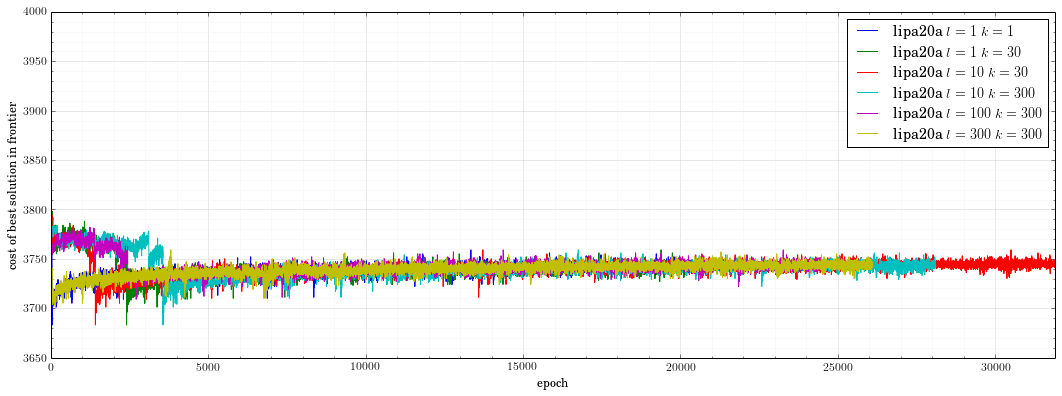 4000
3950
3900
3850
3800
3750
3700
3650
cost of best solution in frontier
lipa20a l = 1 k = 1
lipa20a l = 1 k = 30
lipa20a l = 10 k = 30
lipa20a l = 10 k = 300
lipa20a l = 100 k = 300
lipa20a l = 300 k = 300
0 5000 10000 15000 20000 25000 30000
epoch